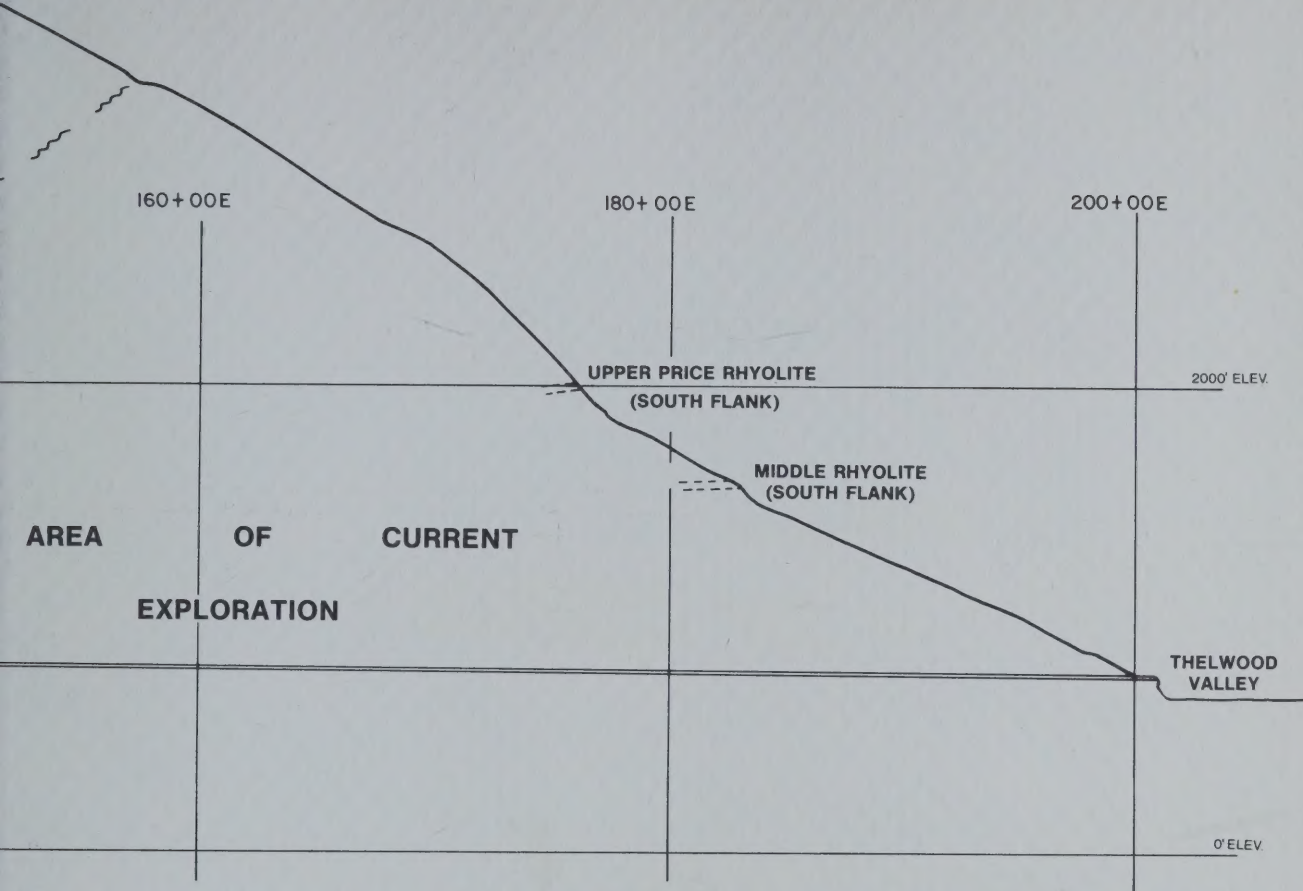 160+00E
180+00E
200+00E
UPPER PRICE RHYOLITE
(SOUTH FLANK)
2000' ELEV.
MIDDLE RHYOLITE
(SOUTH FLANK)
AREA OF CURRENT
EXPLORATION
THELWOOD
VALLEY
0' ELEV.